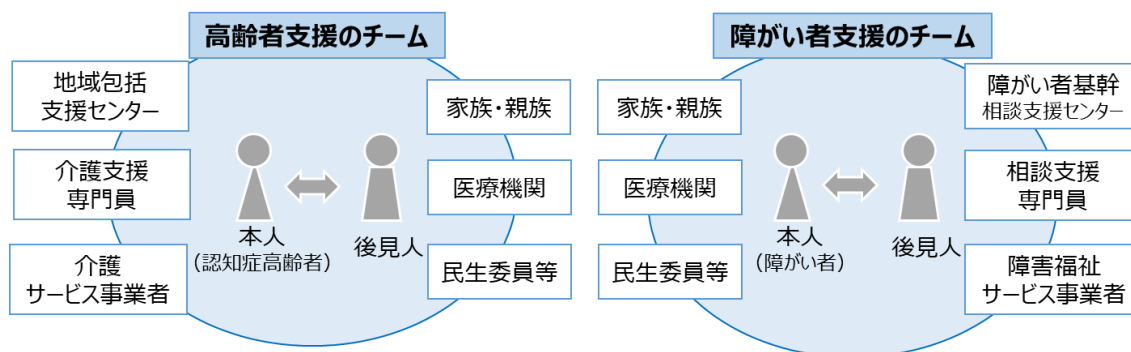 高齢者支援のチーム
地域包括
支援センター
介護支援
専門員
介護
サービス事業者
本人
（認知症高齢者）
後見人
家族・親族
医療機関
民生委員等
障がい者支援のチーム
家族・親族
医療機関
民生委員等
本人
（障がい者）
後見人
障がい者基幹
相談支援センター
相談支援
専門員
障害福祉
サービス事業者